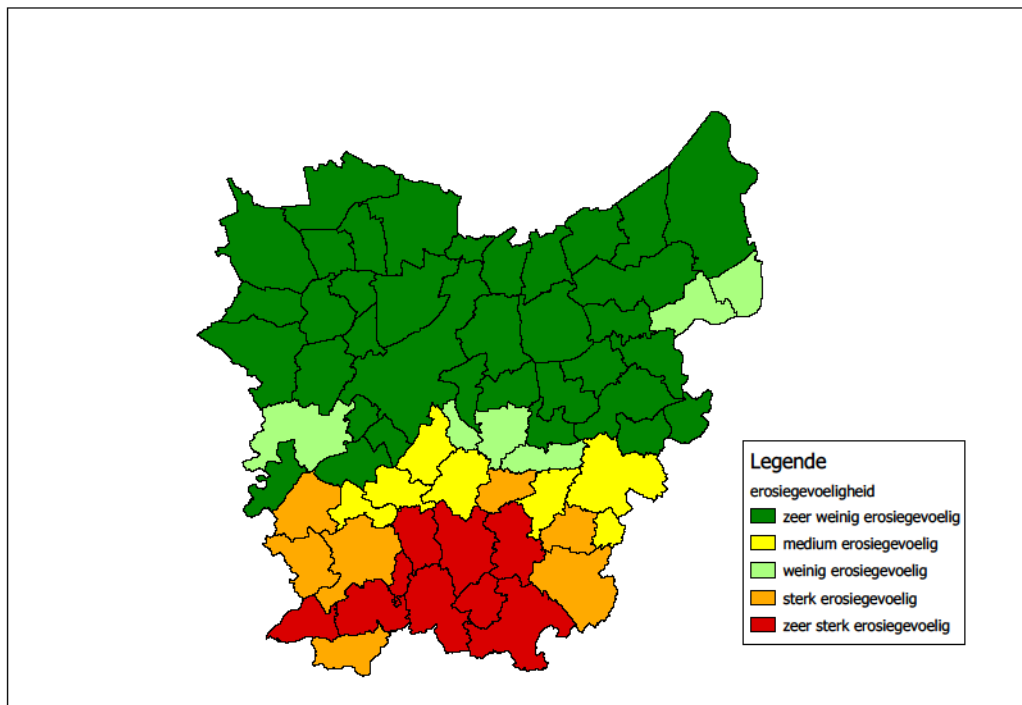 Legende
erosiegevoeligheid
zeer weinig erosiegevoelig
medium erosiegevoelig
weinig erosiegevoelig
sterk erosiegevoelig
zeer sterk erosiegevoelig